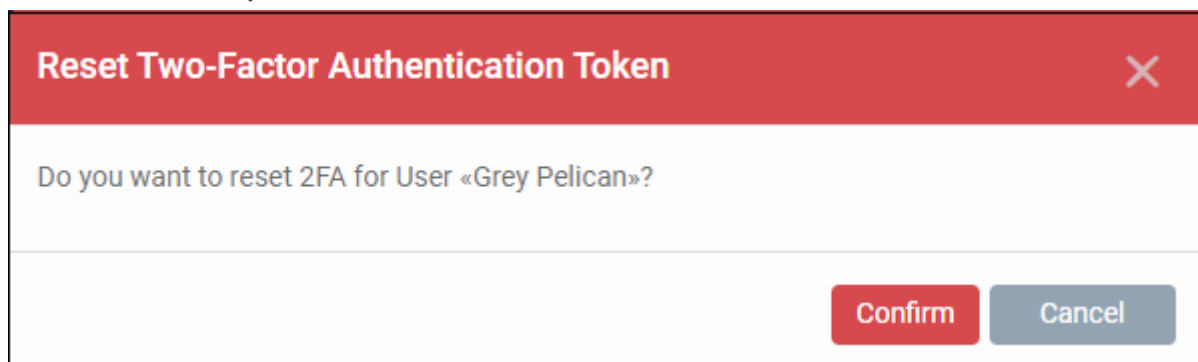 Reset Two-Factor Authentication Token
Do you want to reset 2FA for User «Grey Pelican»?
Confirm Cancel